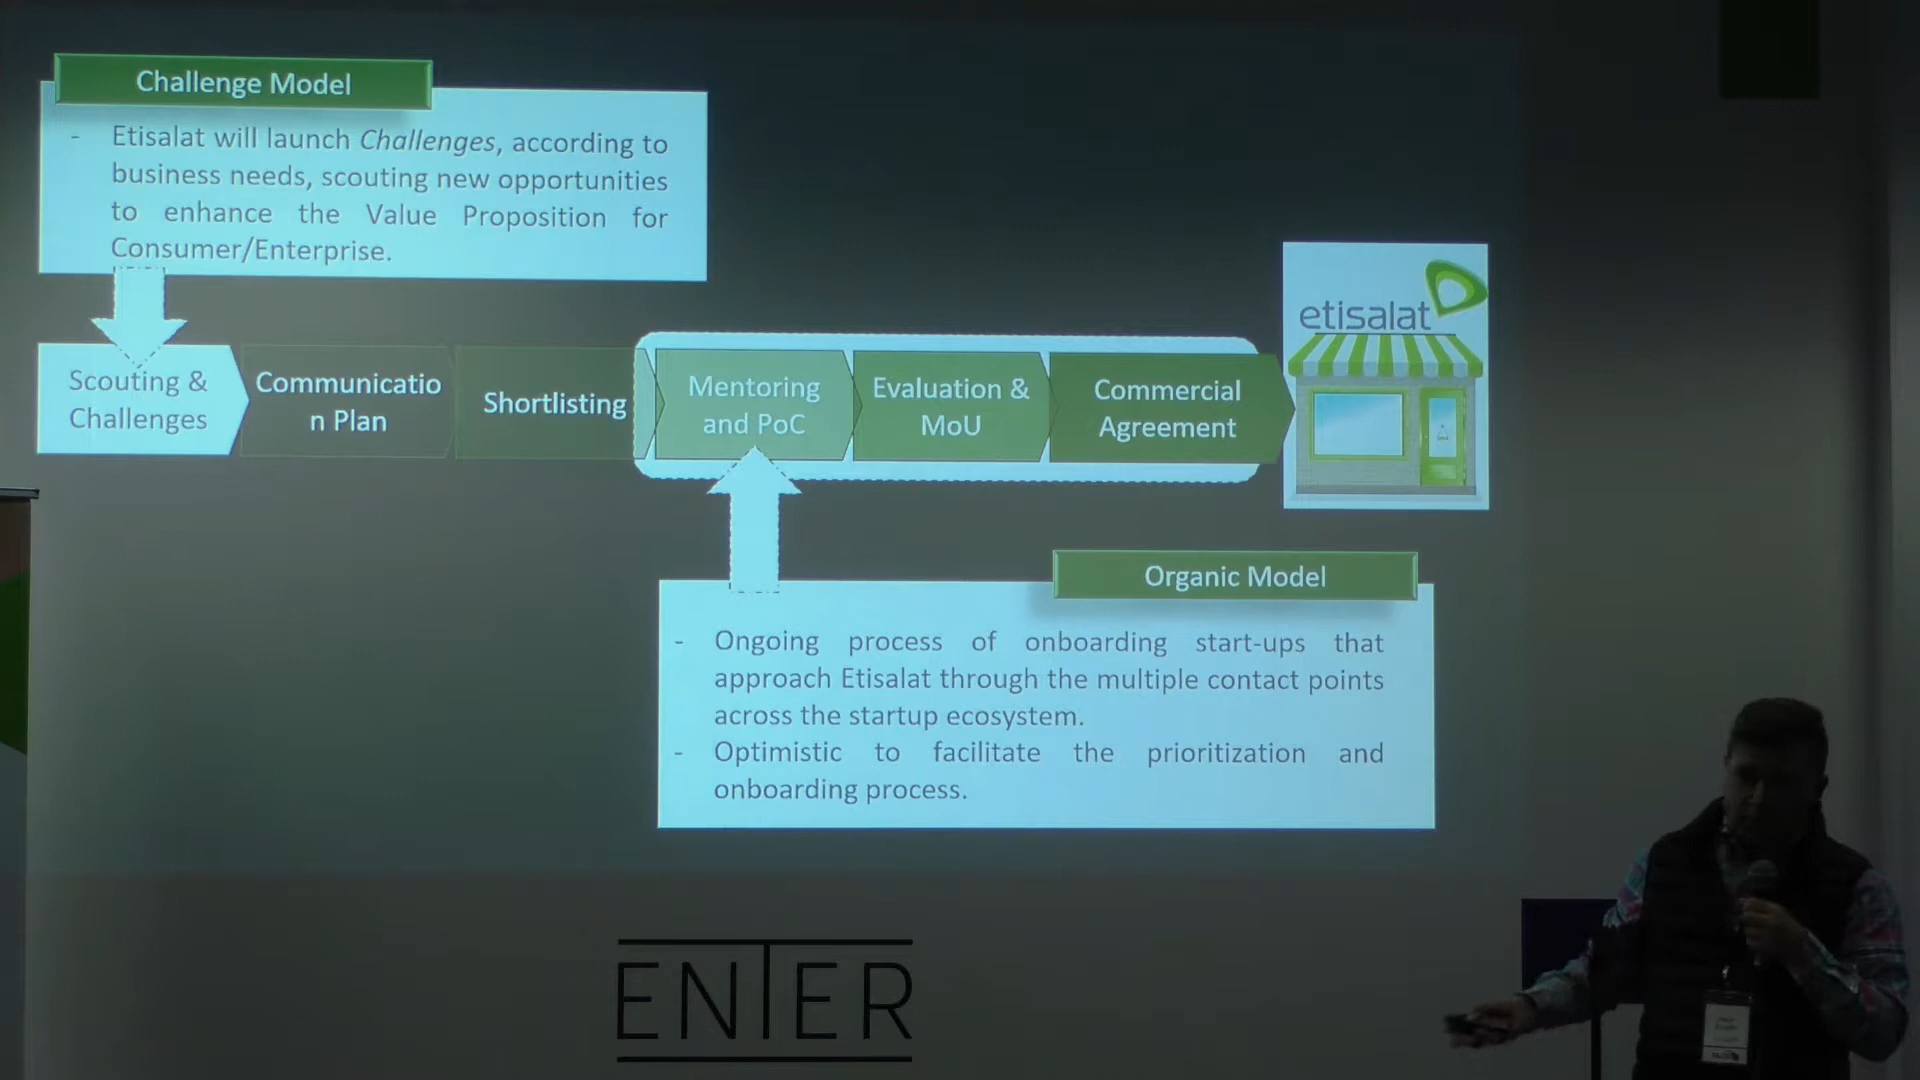 Challenge Model
- Etisalat will launch Challenges, according to
business needs, scouting new opportunities
to enhance the Value Proposition for
Consumer/Enterprise.
Scouting &
Challenges
Communicatio
n Plan
Shortlisting
Mentoring
and PoC
Evaluation &
MoU
Commercial
Agreement
etisalat
Organic Model
- Ongoing process of onboarding start-ups that
approach Etisalat through the multiple contact points
across the startup ecosystem.
- Optimistic to facilitate the prioritization and
onboarding process.
ENTER